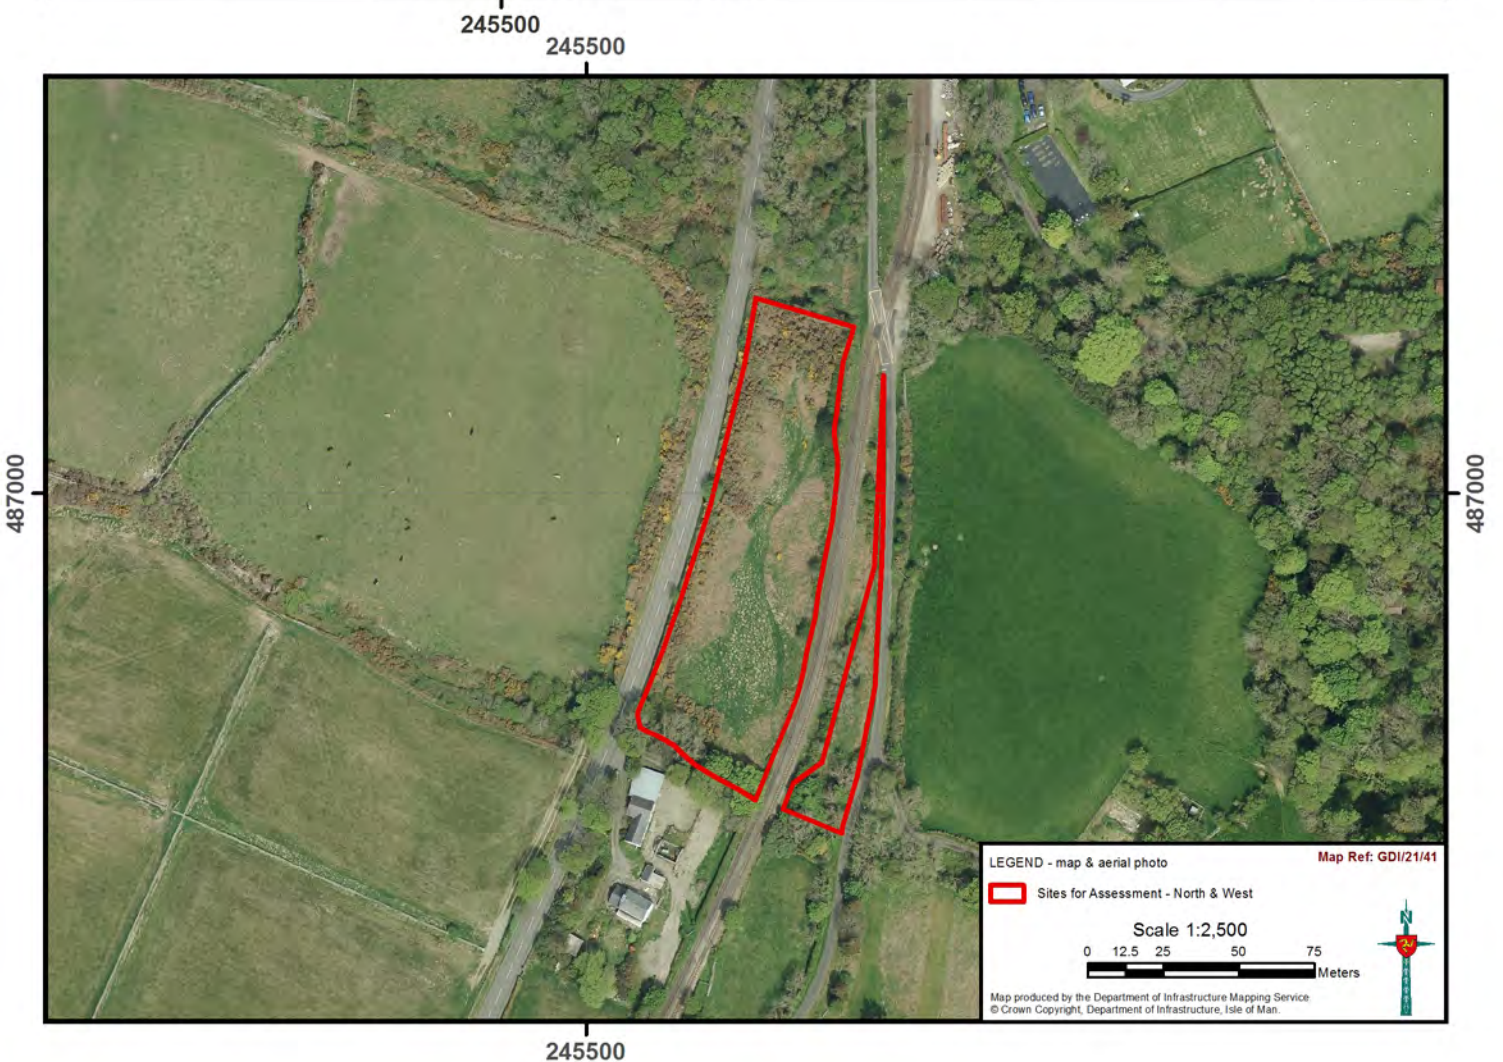 245500
245500
487000
487000
LEGEND - map & aerial photo
Map Ref: GDI/21/41
Sites for Assessment - North & West
Scale 1:2,500
0 12.5 25 50 75
Meters
N
Map produced by the Department of Infrastructure Mapping Service
© Crown Copyright, Department of Infrastructure, Isle of Man.
245500